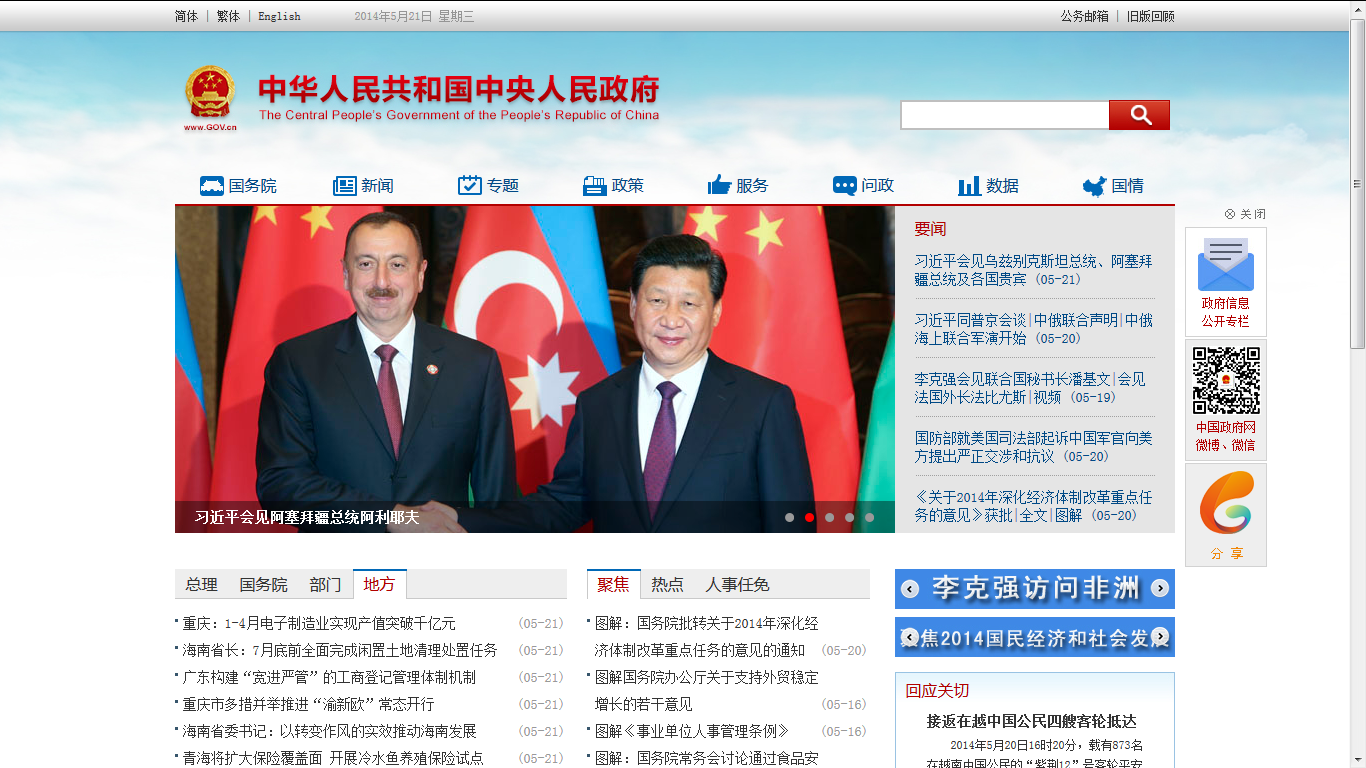 简体 | 繁体 | English 2014年5月21日 星期三 公务邮箱 | 旧版回顾
中华人民共和国中央人民政府
The Central People's Government of the People's Republic of China
www.GOV.cn
国务院 新闻 专题 政策 服务 问政 数据 国情
习近平会见阿塞拜疆总统阿利耶夫
要闻
习近平会见乌兹别克斯坦总统、阿塞拜
疆总统及各国贵宾 (05-21)
习近平同普京会谈|中俄联合声明|中俄
海上联合军演开始 (05-20)
李克强会见联合国秘书长潘基文|会见
法国外长法比尤斯|视频 (05-19)
国防部就美国司法部起诉中国军官向美
方提出严正交涉和抗议 (05-20)
《关于2014年深化经济体制改革重点任
务的意见》获批|全文|图解 (05-20)
关闭
政府信息
公开专栏
中国政府网
微博、微信
分 享
总理 国务院 部门 地方
重庆：1-4月电子制造业实现产值突破千亿元 (05-21)
海南省长：7月底前全面完成闲置土地清理处置任务 (05-21)
广东构建“宽进严管”的工商登记管理体制机制 (05-21)
重庆市多措并举推进“渝新欧”常态开行 (05-21)
海南省委书记：以转变作风的实效推动海南发展 (05-21)
青海将扩大保险覆盖面 开展冷水鱼养殖保险试点 (05-21)
聚焦 热点 人事任免
图解：国务院批转关于2014年深化经
济体制改革重点任务的意见的通知 (05-20)
图解国务院办公厅关于支持外贸稳定
增长的若干意见 (05-16)
图解《事业单位人事管理条例》 (05-16)
图解：国务院常务会讨论通过食品安
李克强访问非洲
聚焦2014国民经济和社会发展
回应关切
接返在越中国公民四艘客轮抵达
2014年5月20日16时20分，载有873名
在越南中国公民的“紫荆12”号客轮平安